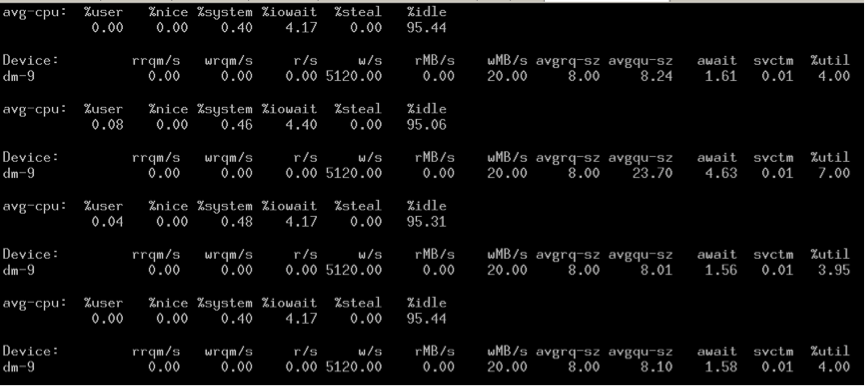 avg-cpu: %user %nice %system %iowait %steal %idle
0.00 0.00 0.40 4.17 0.00 95.44
Device: rrqm/s wrqm/s r/s w/s rMB/s wMB/s avgrq-sz avgqu-sz await svctm %util
dm-9 0.00 0.00 0.00 5120.00 0.00 20.00 8.00 8.24 1.61 0.01 4.00
avg-cpu: %user %nice %system %iowait %steal %idle
0.08 0.00 0.46 4.40 0.00 95.06
Device: rrqm/s wrqm/s r/s w/s rMB/s wMB/s avgrq-sz avgqu-sz await svctm %util
dm-9 0.00 0.00 0.00 5120.00 0.00 20.00 8.00 23.70 4.63 0.01 7.00
avg-cpu: %user %nice %system %iowait %steal %idle
0.04 0.00 0.48 4.17 0.00 95.31
Device: rrqm/s wrqm/s r/s w/s rMB/s wMB/s avgrq-sz avgqu-sz await svctm %util
dm-9 0.00 0.00 0.00 5120.00 0.00 20.00 8.00 8.01 1.56 0.01 3.95
avg-cpu: %user %nice %system %iowait %steal %idle
0.00 0.00 0.40 4.17 0.00 95.44
Device: rrqm/s wrqm/s r/s w/s rMB/s wMB/s avgrq-sz avgqu-sz await svctm %util
dm-9 0.00 0.00 0.00 5120.00 0.00 20.00 8.00 8.10 1.58 0.01 4.00